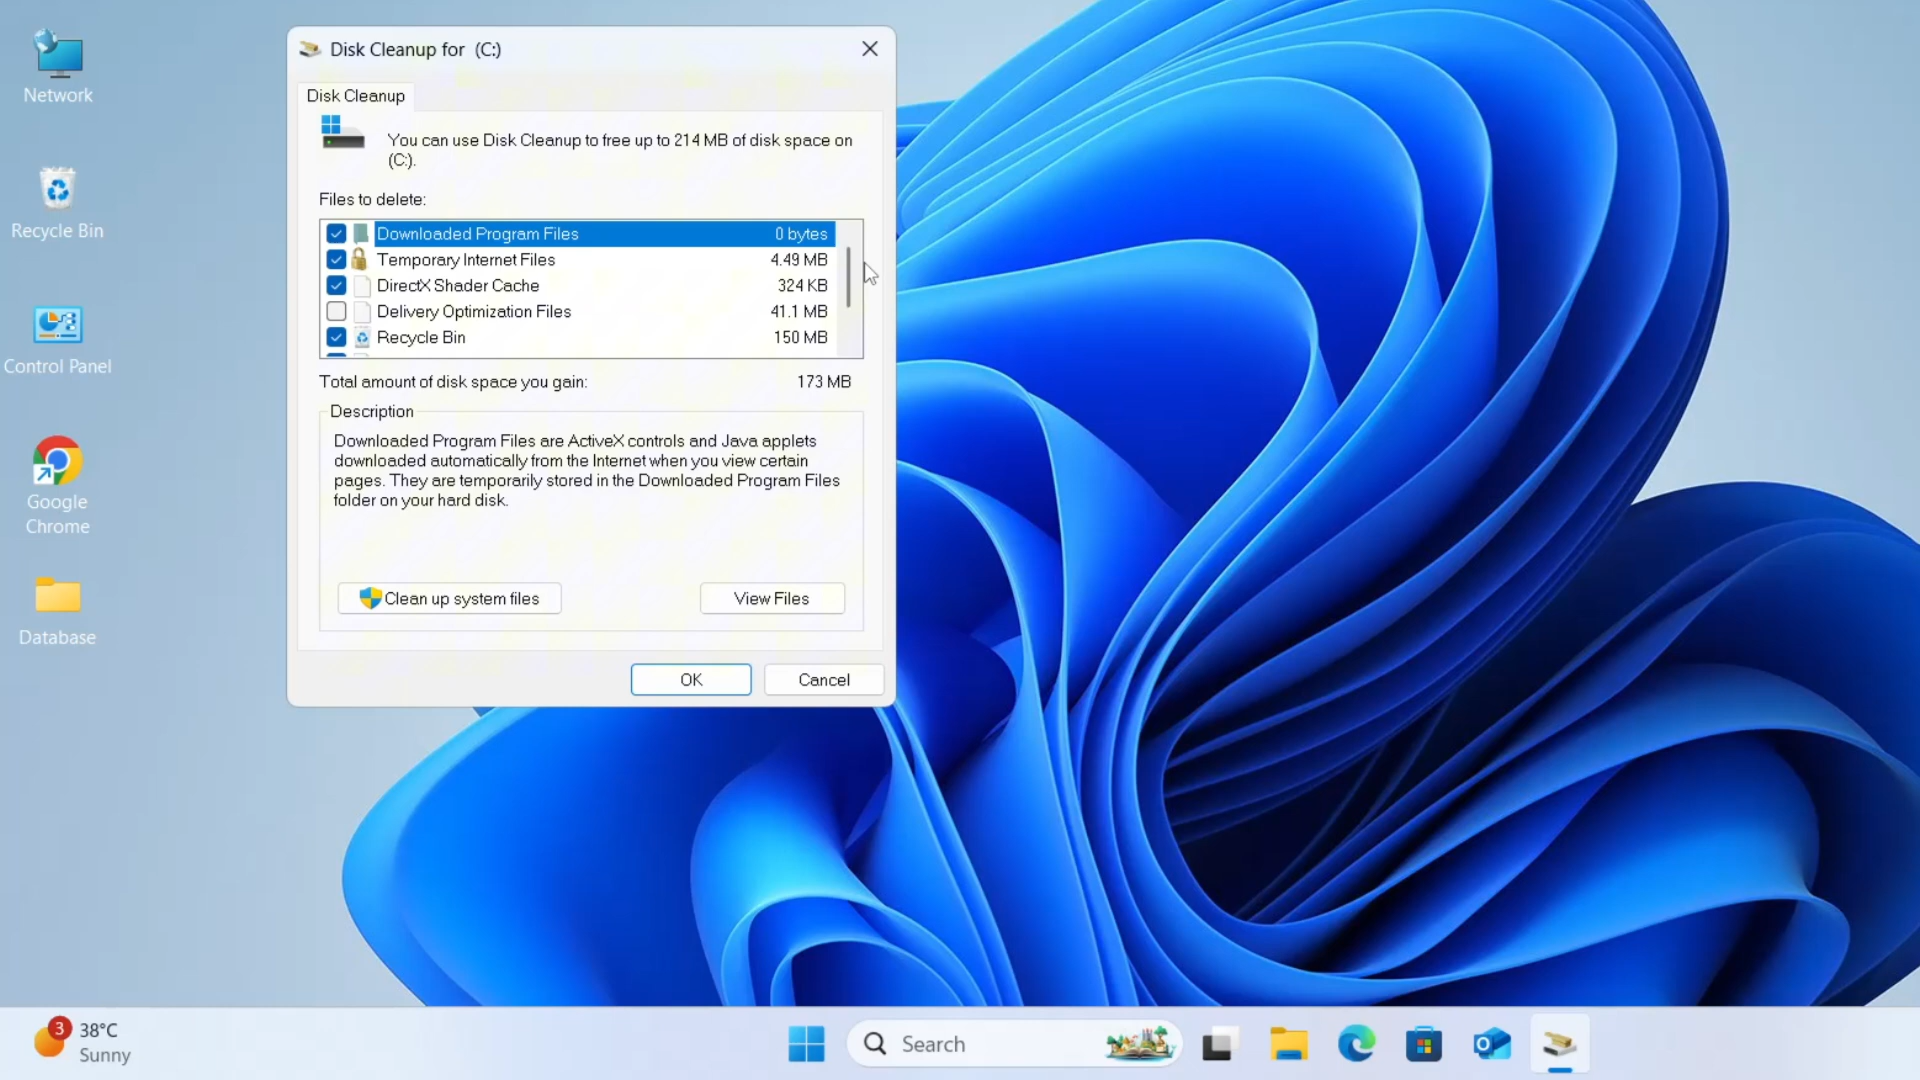 Network
Recycle Bin
Control Panel
Google
Chrome
Database
Disk Cleanup for (C:)
Disk Cleanup
You can use Disk Cleanup to free up to 214 MB of disk space on
(C:).
Files to delete:
Downloaded Program Files 0 bytes
Temporary Internet Files 4.49 MB
DirectX Shader Cache 324 KB
Delivery Optimization Files 41.1 MB
Recycle Bin 150 MB
Total amount of disk space you gain: 173 MB
Description
Downloaded Program Files are ActiveX controls and Java applets
downloaded automatically from the Internet when you view certain
pages. They are temporarily stored in the Downloaded Program Files
folder on your hard disk.
Clean up system files View Files
OK Cancel
3 38°C
Sunny
Search